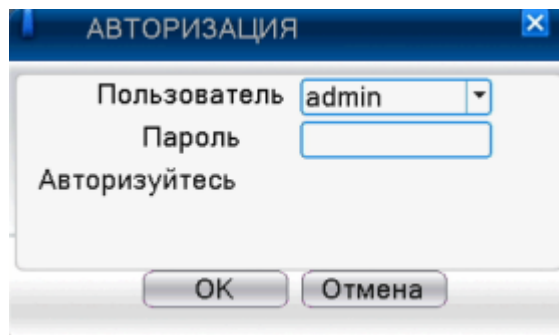 АВТОРИЗАЦИЯ
Пользователь admin
Пароль
Авторизуйтесь
OK Отмена